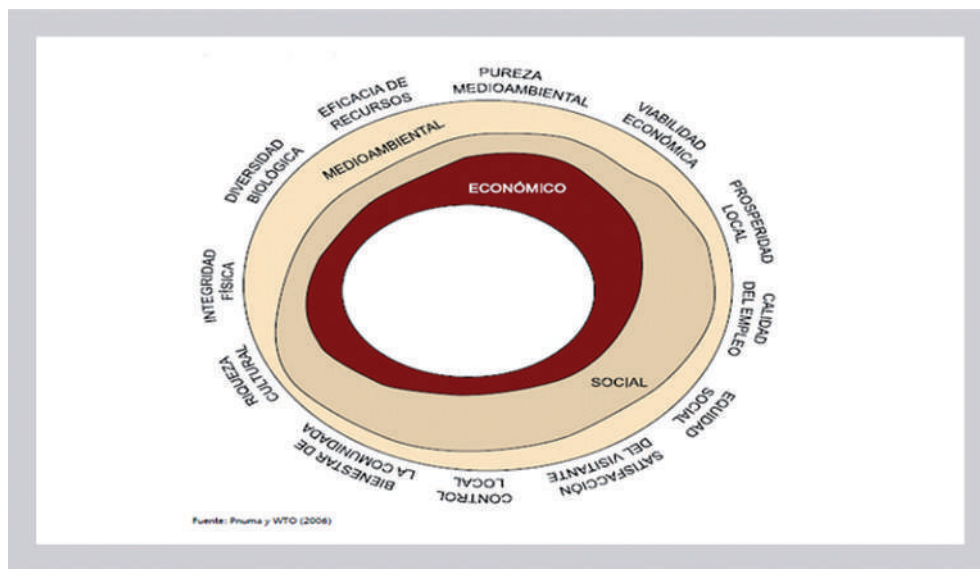 PUREZA
MEDIOAMBIENTAL
VIABILIDAD
ECONÓMICA
PROSPERIDAD
LOCAL
CALIDAD
DEL EMPLEO
EQUIDAD
SOCIAL
SATISFACCIÓN
DEL VISITANTE
CONTROL
LOCAL
BIENESTAR DE
LA COMUNIDADA
RIQUEZA
CULTURAL
INTEGRIDAD
FÍSICA
DIVERSIDAD
BIOLÓGICA
EFICACIA DE
RECURSOS
MEDIOAMBIENTAL
ECONÓMICO
SOCIAL
Fuente: Pnuma y WTO (2006)